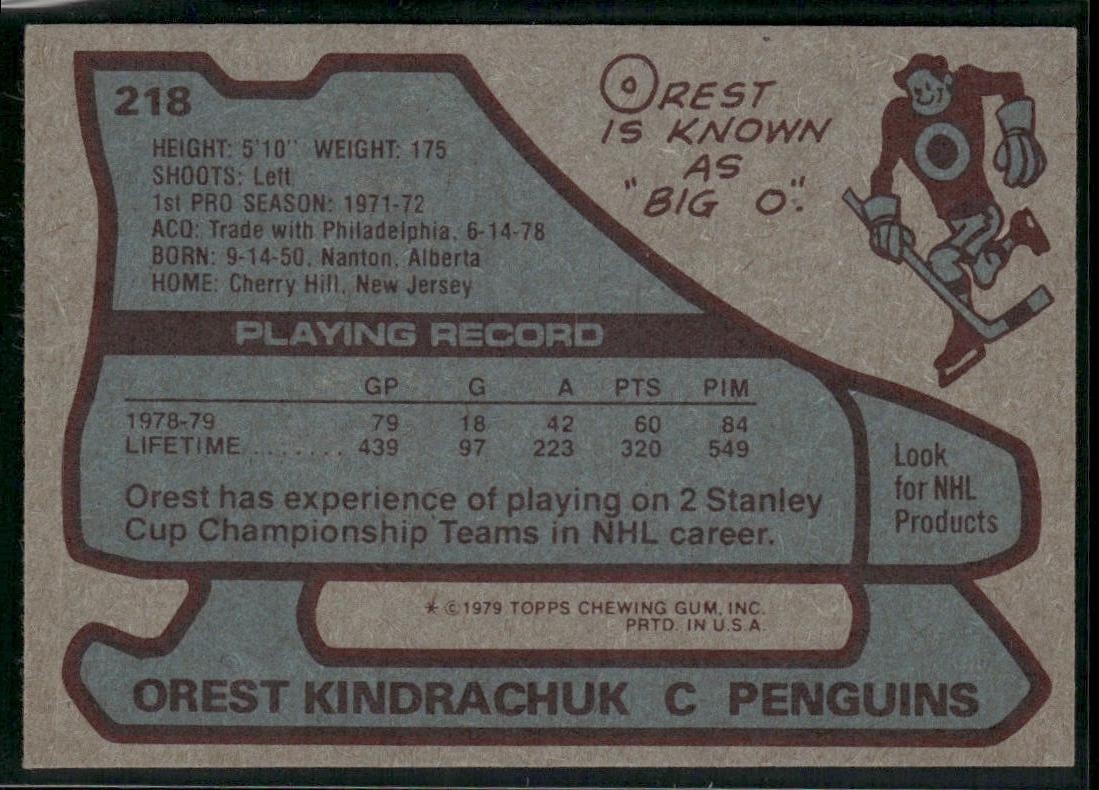 218
HEIGHT: 5'10" WEIGHT: 175
SHOOTS: Left
1st PRO SEASON: 1971-72
ACQ: Trade with Philadelphia, 6-14-78
BORN: 9-14-50, Nanton, Alberta
HOME: Cherry Hill, New Jersey
OREST
IS KNOWN
AS
"BIG O".
PLAYING RECORD
GP G A PTS PIM
1978-79 79 18 42 60 84
LIFETIME ........ 439 97 223 320 549
Orest has experience of playing on 2 Stanley
Cup Championship Teams in NHL career.
Look
for NHL
Products
* ©1979 TOPPS CHEWING GUM, INC.
PRTD. IN U.S.A.
OREST KINDRACHUK C PENGUINS